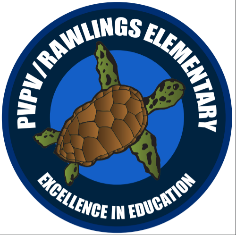 PVPV/RAWLINGS ELEMENTARY
EXCELLENCE IN EDUCATION